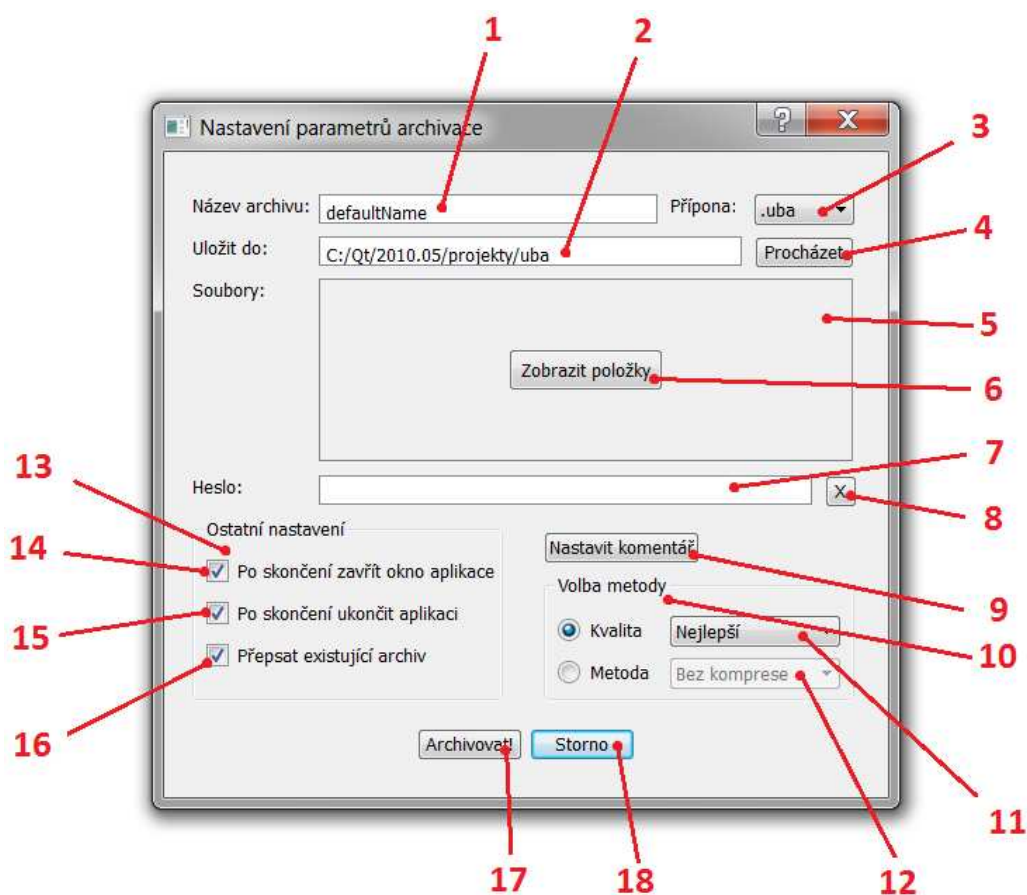 1
2
Nastavení parametrů archivace
?
X
3
Název archivu:
defaultName
Přípona:
.uba
4
Uložit do:
C:/Qt/2010.05/projekty/uba
Procházet
Soubory:
5
Zobrazit položky
6
7
13
Heslo:
X
8
Ostatní nastavení
14
Po skončení zavřít okno aplikace
Nastavit komentář
Volba metody
9
15
Po skončení ukončit aplikaci
Kvalita
Nejlepší
10
Přepsat existující archiv
Metoda
Bez komprese
16
Archivovat!
Storno
11
17
18
12